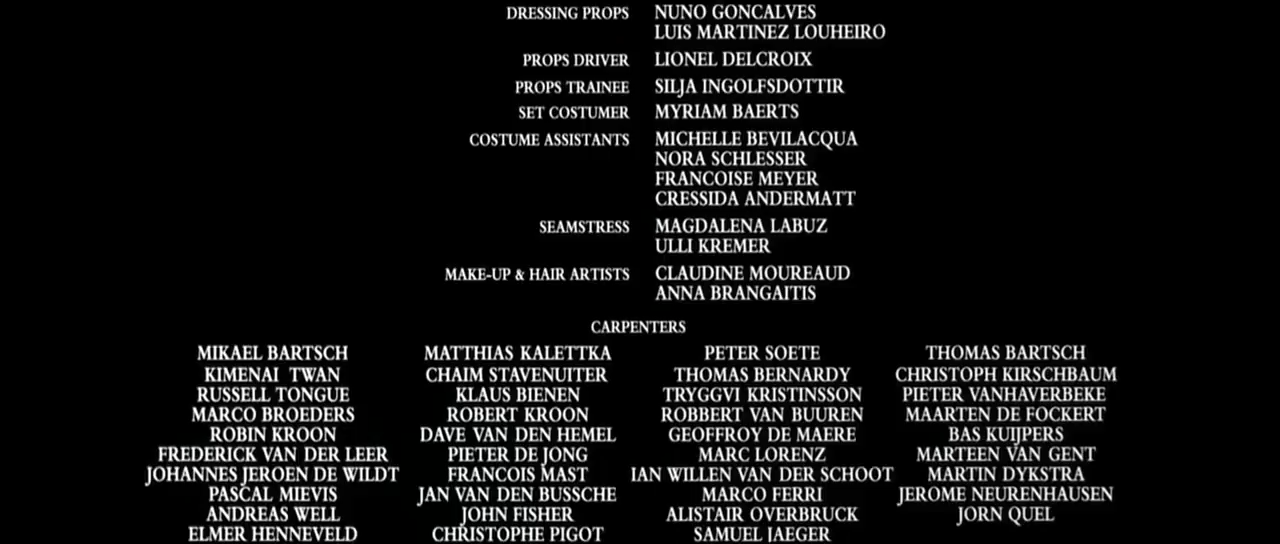 DRESSING PROPS NUNO GONCALVES
LUIS MARTINEZ LOUHEIRO
PROPS DRIVER LIONEL DELCROIX
PROPS TRAINEE SILJA INGOLFSDOTTIR
SET COSTUMER MYRIAM BAERTS
COSTUME ASSISTANTS MICHELLE BEVILACQUA
NORA SCHLESSER
FRANCOISE MEYER
CRESSIDA ANDERMATT
SEAMSTRESS MAGDALENA LABUZ
ULLI KREMER
MAKE-UP & HAIR ARTISTS CLAUDINE MOUREAUD
ANNA BRANGAITIS
CARPENTERS
MIKAEL BARTSCH MATTHIAS KALETTKA PETER SOETE THOMAS BARTSCH
KIMENAI TWAN CHAIM STAVENUITER THOMAS BERNARDY CHRISTOPH KIRSCHBAUM
RUSSELL TONGUE KLAUS BIENEN TRYGGVI KRISTINSSON PIETER VANHAVERBEKE
MARCO BROEDERS ROBERT KROON ROBBERT VAN BUUREN MAARTEN DE FOCKERT
ROBIN KROON DAVE VAN DEN HEMEL GEOFFROY DE MAERE BAS KUIJPERS
FREDERICK VAN DER LEER PIETER DE JONG MARC LORENZ MARTEEN VAN GENT
JOHANNES JEROEN DE WILDT FRANCOIS MAST IAN WILLEN VAN DER SCHOOT MARTIN DYKSTRA
PASCAL MIEVIS JAN VAN DEN BUSSCHE MARCO FERRI JEROME NEURENHAUSEN
ANDREAS WELL JOHN FISHER ALISTAIR OVERBRUCK JORN QUEL
ELMER HENNEVELD CHRISTOPHE PIGOT SAMUEL JAEGER